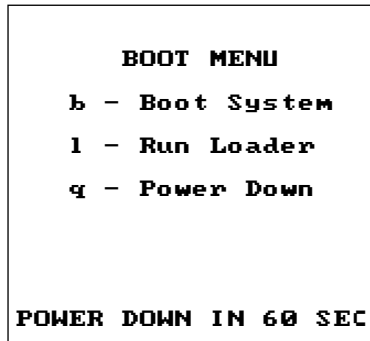 BOOT MENU
b - Boot System
l - Run Loader
q - Power Down
POWER DOWN IN 60 SEC